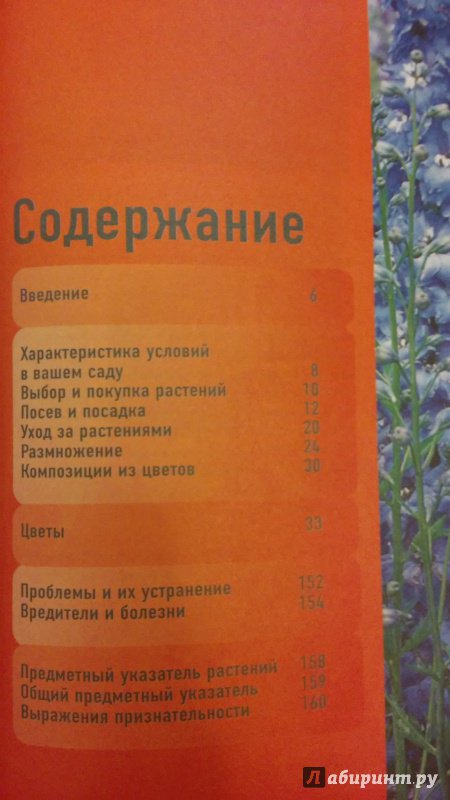 Содержание
Введение 6
Характеристика условий
в вашем саду 8
Выбор и покупка растений 10
Посев и посадка 12
Уход за растениями 20
Размножение 24
Композиции из цветов 30
Цветы 33
Проблемы и их устранение 152
Вредители и болезни 154
Предметный указатель растений 158
Общий предметный указатель 159
Выражения признательности 160
Лабиринт.ру